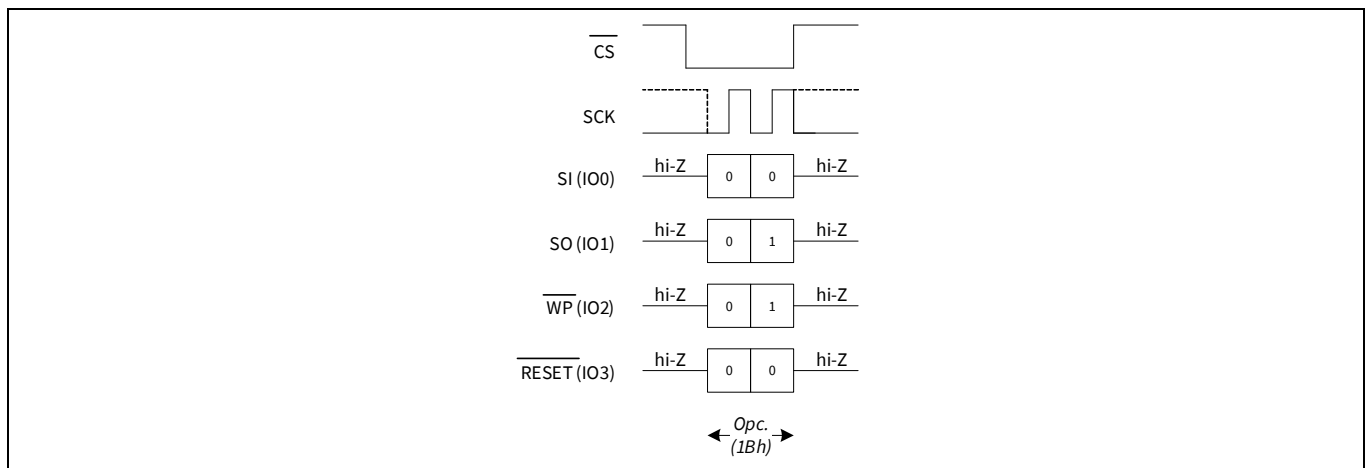 CS
SCK
hi-Z 0 0 hi-Z
SI (IO0)
hi-Z 0 1 hi-Z
SO (IO1)
hi-Z 0 1 hi-Z
WP (IO2)
hi-Z 0 0 hi-Z
RESET (IO3)
Opc.
(1Bh)